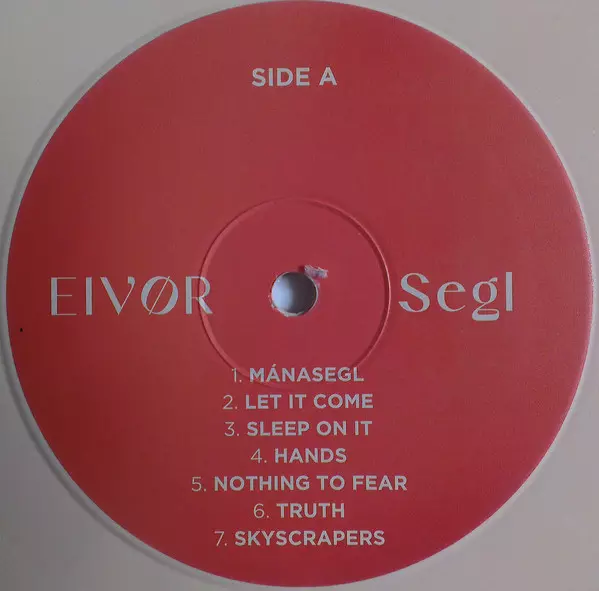 SIDE A
EIVØR
Segl
1. MÁNASEGL
2. LET IT COME
3. SLEEP ON IT
4. HANDS
5. NOTHING TO FEAR
6. TRUTH
7. SKYSCRAPERS